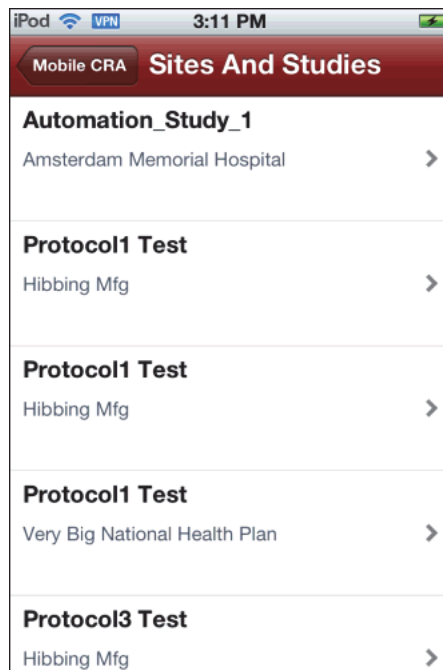 iPod VPN 3:11 PM
Mobile CRA Sites And Studies
Automation_Study_1
Amsterdam Memorial Hospital
Protocol1 Test
Hibbing Mfg
Protocol1 Test
Hibbing Mfg
Protocol1 Test
Very Big National Health Plan
Protocol3 Test
Hibbing Mfg